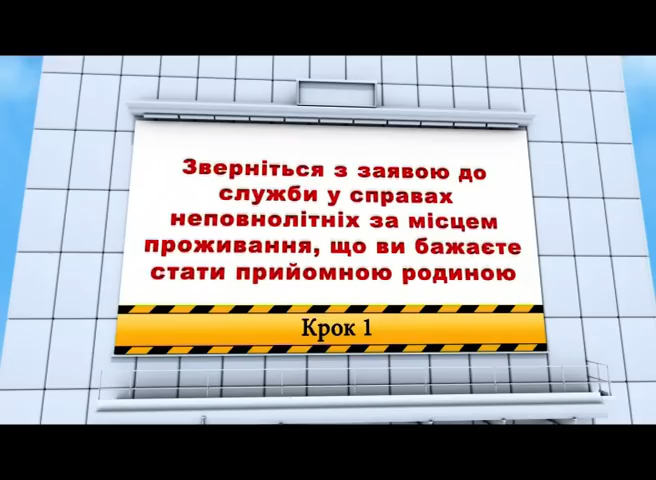 Зверніться з заявою до
служби у справах
неповнолітніх за місцем
проживання, що ви бажаєте
стати прийомною родиною
Крок 1